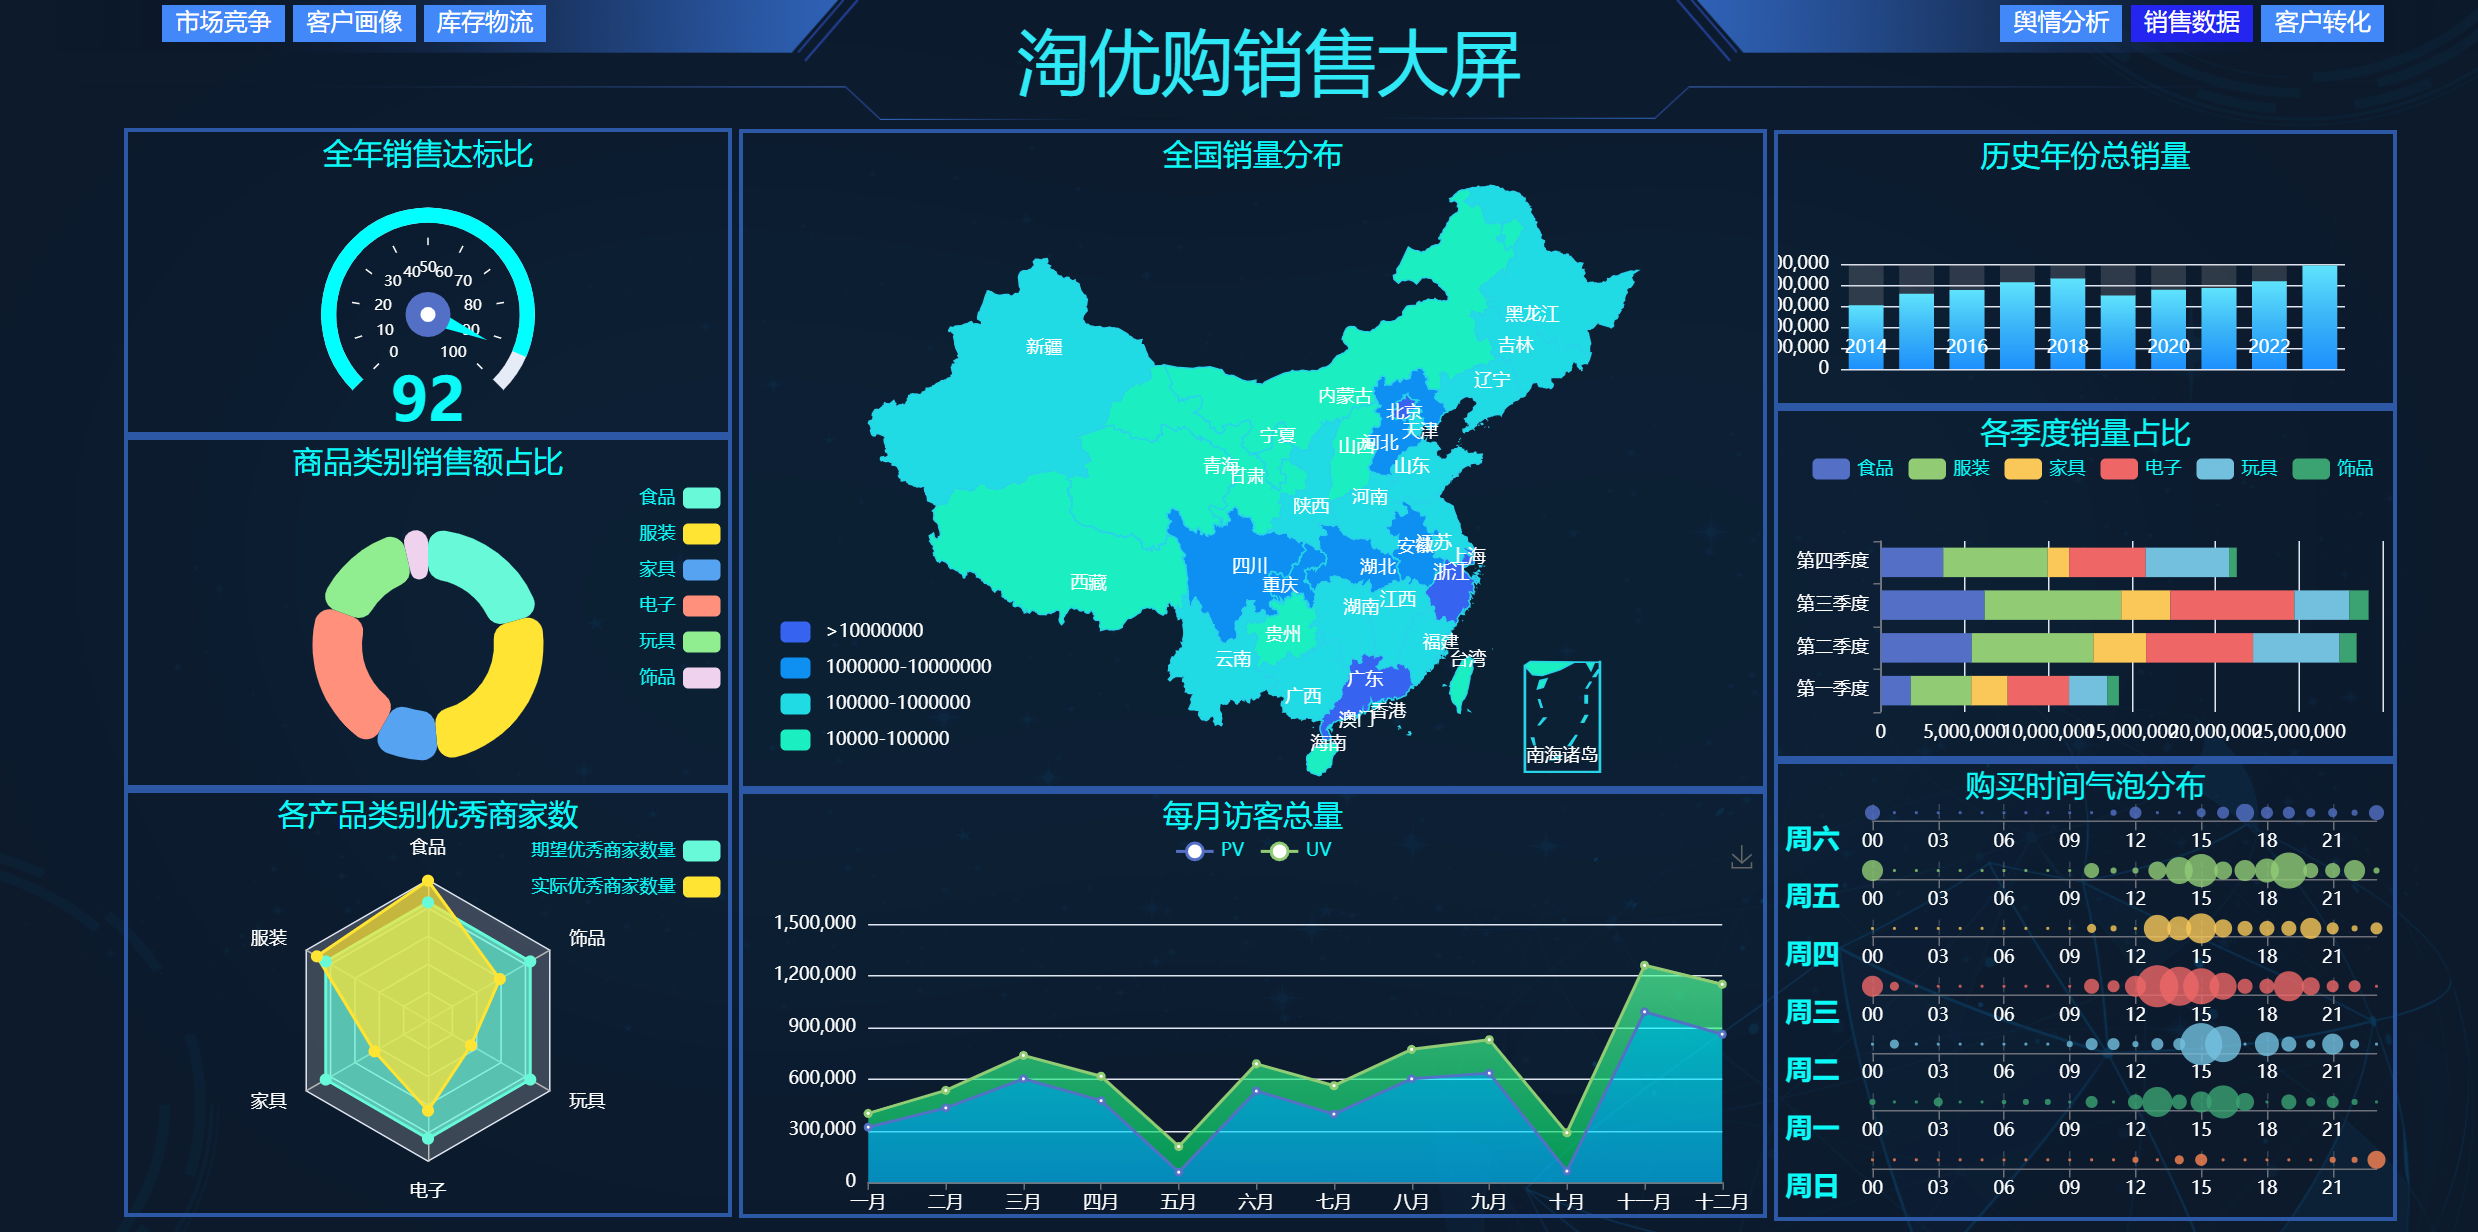 市场竞争
客户画像
库存物流
淘优购销售大屏
舆情分析
销售数据
客户转化
全年销售达标比
0
10
20
30
40
50
60
70
80
90
100
92
商品类别销售额占比
食品
服装
家具
电子
玩具
饰品
各产品类别优秀商家数
期望优秀商家数量
实际优秀商家数量
食品
服装
饰品
家具
玩具
电子
全国销量分布
黑龙江
新疆
吉林
辽宁
内蒙古
北京
天津
宁夏
山西
河北
青海
甘肃
山东
陕西
河南
江苏
安徽
上海
四川
湖北
浙江
西藏
重庆
湖南
江西
贵州
福建
云南
台湾
广东
广西
香港
澳门
海南
南海诸岛
>10000000
1000000-10000000
100000-1000000
10000-100000
每月访客总量
PV
UV
1,500,000
1,200,000
900,000
600,000
300,000
0
一月
二月
三月
四月
五月
六月
七月
八月
九月
十月
十一月
十二月
历史年份总销量
00,000
00,000
00,000
00,000
00,000
0
2014
2016
2018
2020
2022
各季度销量占比
食品
服装
家具
电子
玩具
饰品
第四季度
第三季度
第二季度
第一季度
0
5,000,000
10,000,000
15,000,000
20,000,000
25,000,000
购买时间气泡分布
周六
00 03 06 09 12 15 18 21
周五
00 03 06 09 12 15 18 21
周四
00 03 06 09 12 15 18 21
周三
00 03 06 09 12 15 18 21
周二
00 03 06 09 12 15 18 21
周一
00 03 06 09 12 15 18 21
周日
00 03 06 09 12 15 18 21